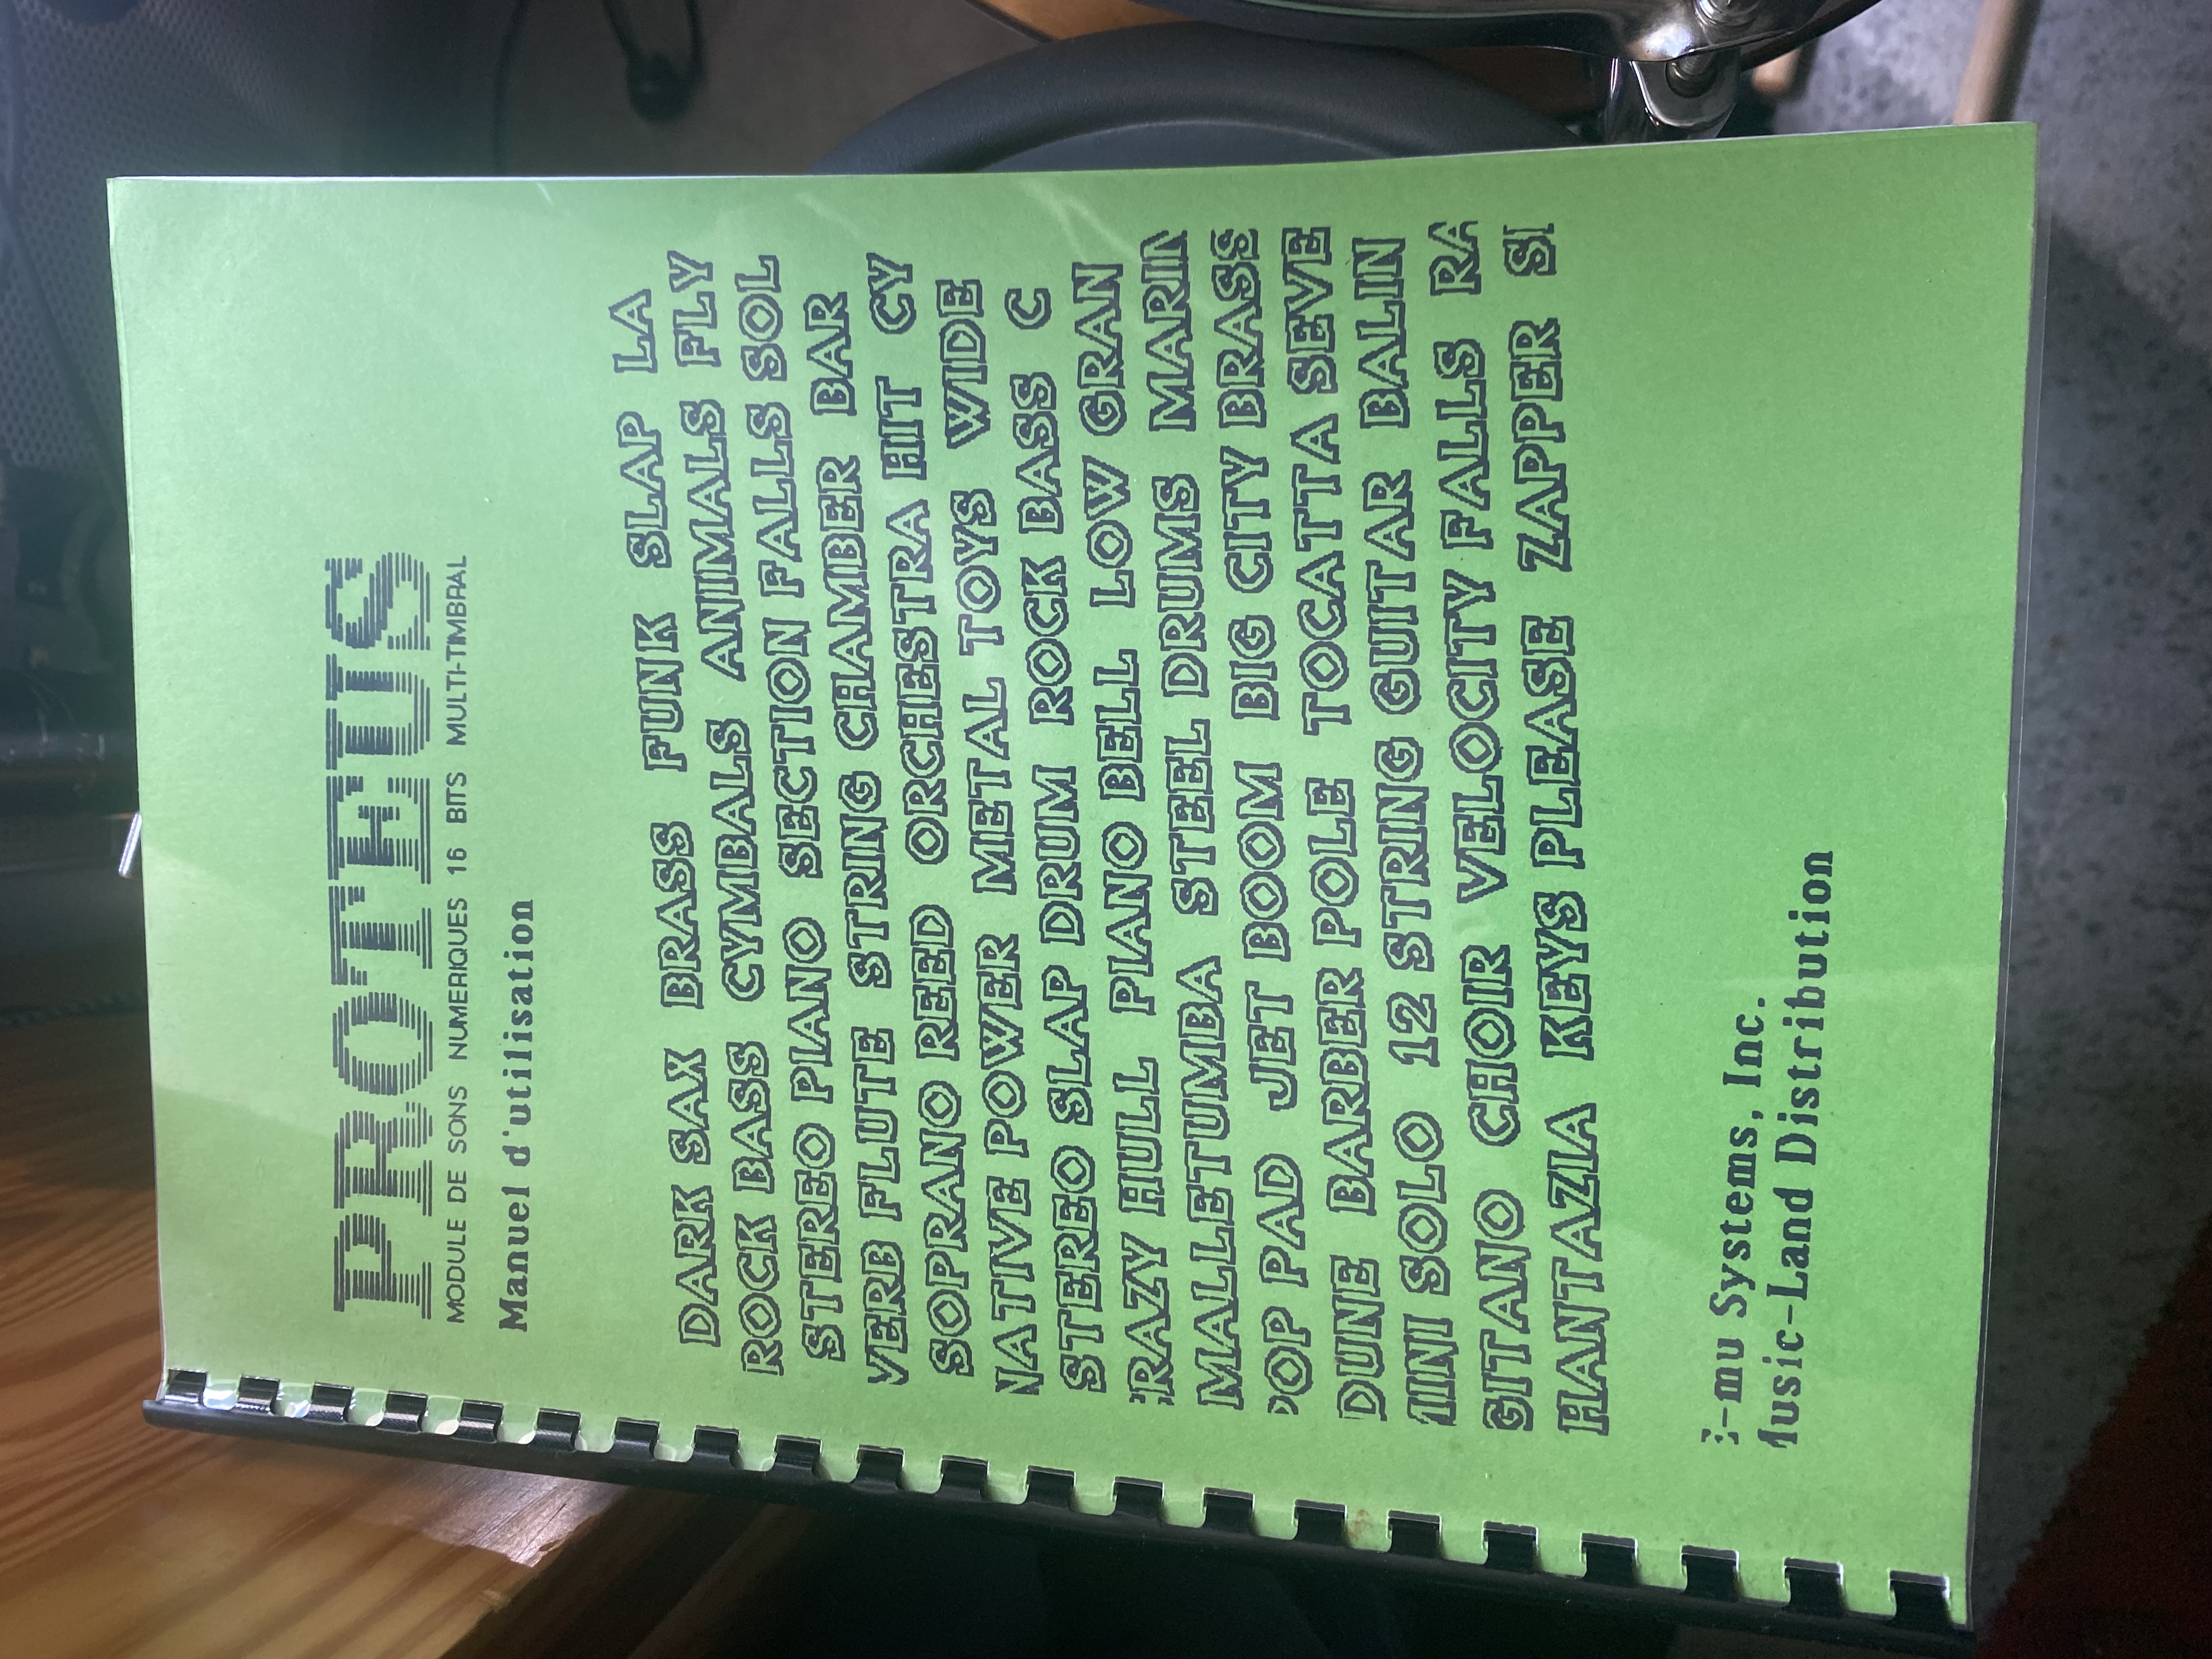 PROTEUS
MODULE DE SONS NUMERIQUES 16 BITS MULTI-TIMBRAL
Manuel d'utilisation
DARK SAX BRASS FUNK SLAP LA
ROCK BASS CYMBALS ANIMALS FLY
STEREO PIANO SECTION FALLS SOL
VERB FLUTE STRING CHAMBER BAR
SOPRANO REED ORCHESTRA HIT CY
NATIVE POWER METAL TOYS WIDE
STEREO SLAP DRUM ROCK BASS C
RAZY HULL PIANO BELL LOW GRAN
MALLETUMBA STEEL DRUMS MARIN
POP PAD JET BOOM BIG CITY BRASS
DUNE BARBER POLE TOCATTA SEVE
MINI SOLO 12 STRING GUITAR BALIN
GITANO CHOIR VELOCITY FALLS RA
HANTAZIA KEYS PLEASE ZAPPER SI
E-mu Systems, Inc.
Music-Land Distribution